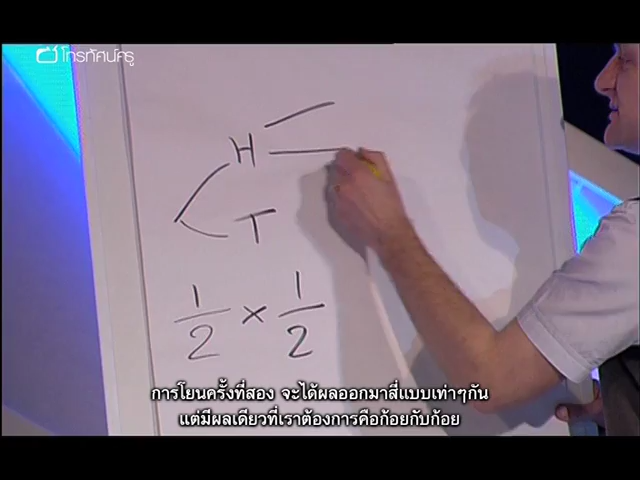 โทรทัศน์ครู
H
T
1/2 × 1/2
การโยนครั้งที่สอง จะได้ผลออกมาสี่แบบเท่าๆกัน
แต่มีผลเดียวที่เราต้องการคือก้อยกับก้อย